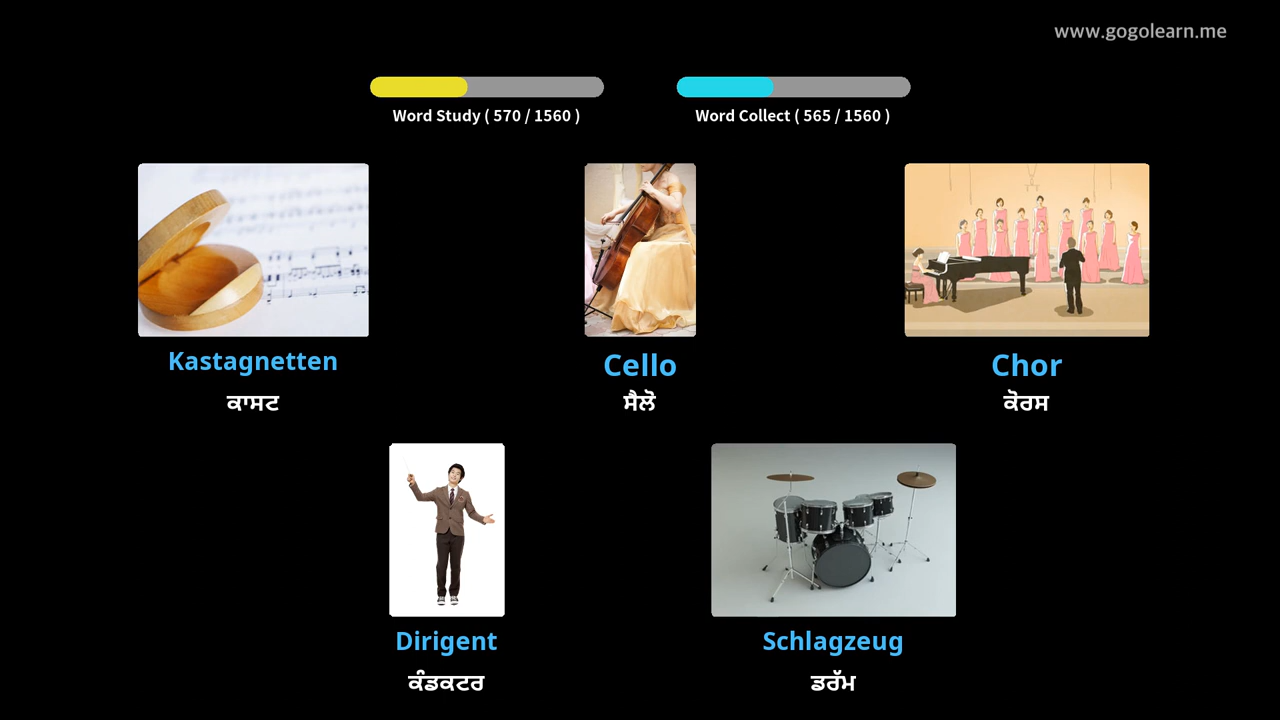 www.gogolearn.me
Word Study ( 570 / 1560 )
Word Collect ( 565 / 1560 )
Kastagnetten
ਕਾਸਟ
Cello
ਸੈਲੋ
Chor
ਕੋਰਸ
Dirigent
ਕੰਡਕਟਰ
Schlagzeug
ਡਰੱਮ